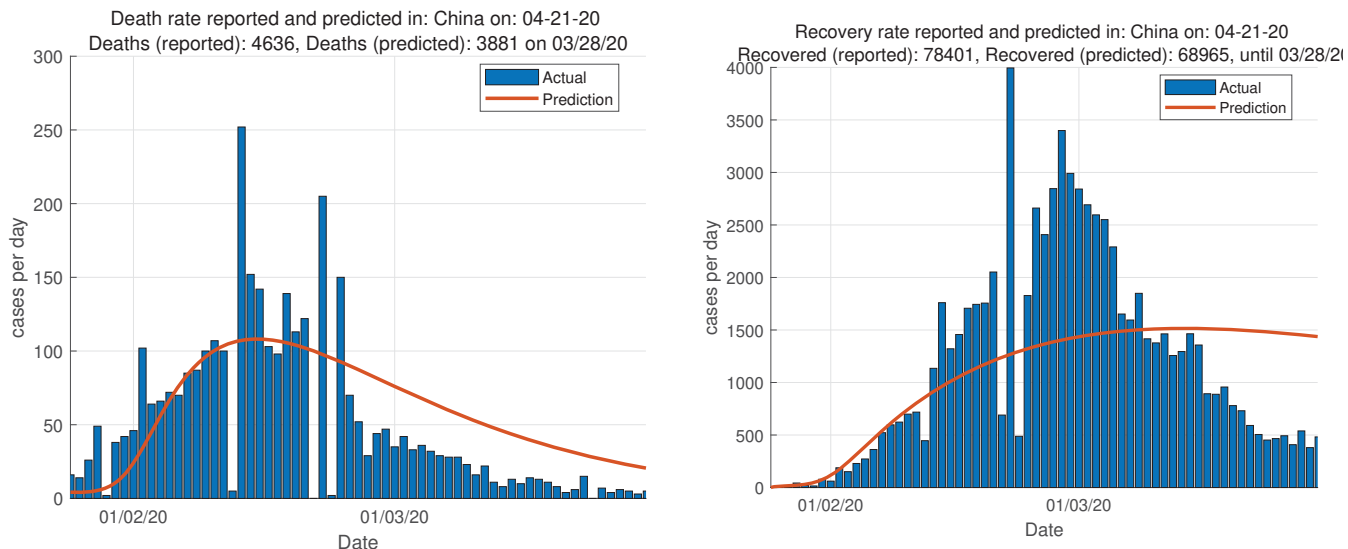 Death rate reported and predicted in: China on: 04-21-20
Deaths (reported): 4636, Deaths (predicted): 3881 on 03/28/20
300
250
200
150
100
50
0
cases per day
Actual
Prediction
01/02/20
01/03/20
Date
Recovery rate reported and predicted in: China on: 04-21-20
Recovered (reported): 78401, Recovered (predicted): 68965, until 03/28/2
4000
3500
3000
2500
2000
1500
1000
500
0
cases per day
Actual
Prediction
01/02/20
01/03/20
Date